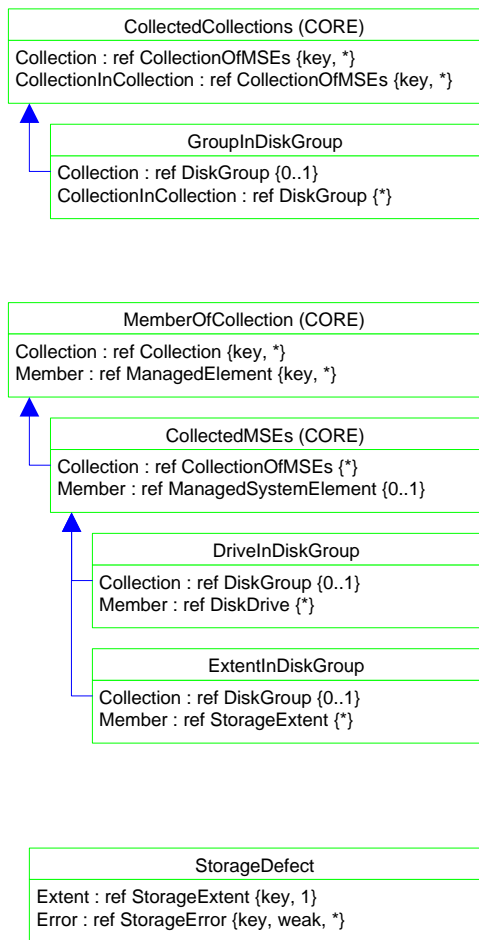 CollectedCollections (CORE)
Collection : ref CollectionOfMSEs {key, *}
CollectionInCollection : ref CollectionOfMSEs {key, *}
GroupInDiskGroup
Collection : ref DiskGroup {0..1}
CollectionInCollection : ref DiskGroup {*}
MemberOfCollection (CORE)
Collection : ref Collection {key, *}
Member : ref ManagedElement {key, *}
CollectedMSEs (CORE)
Collection : ref CollectionOfMSEs {*}
Member : ref ManagedSystemElement {0..1}
DriveInDiskGroup
Collection : ref DiskGroup {0..1}
Member : ref DiskDrive {*}
ExtentInDiskGroup
Collection : ref DiskGroup {0..1}
Member : ref StorageExtent {*}
StorageDefect
Extent : ref StorageExtent {key, 1}
Error : ref StorageError {key, weak, *}